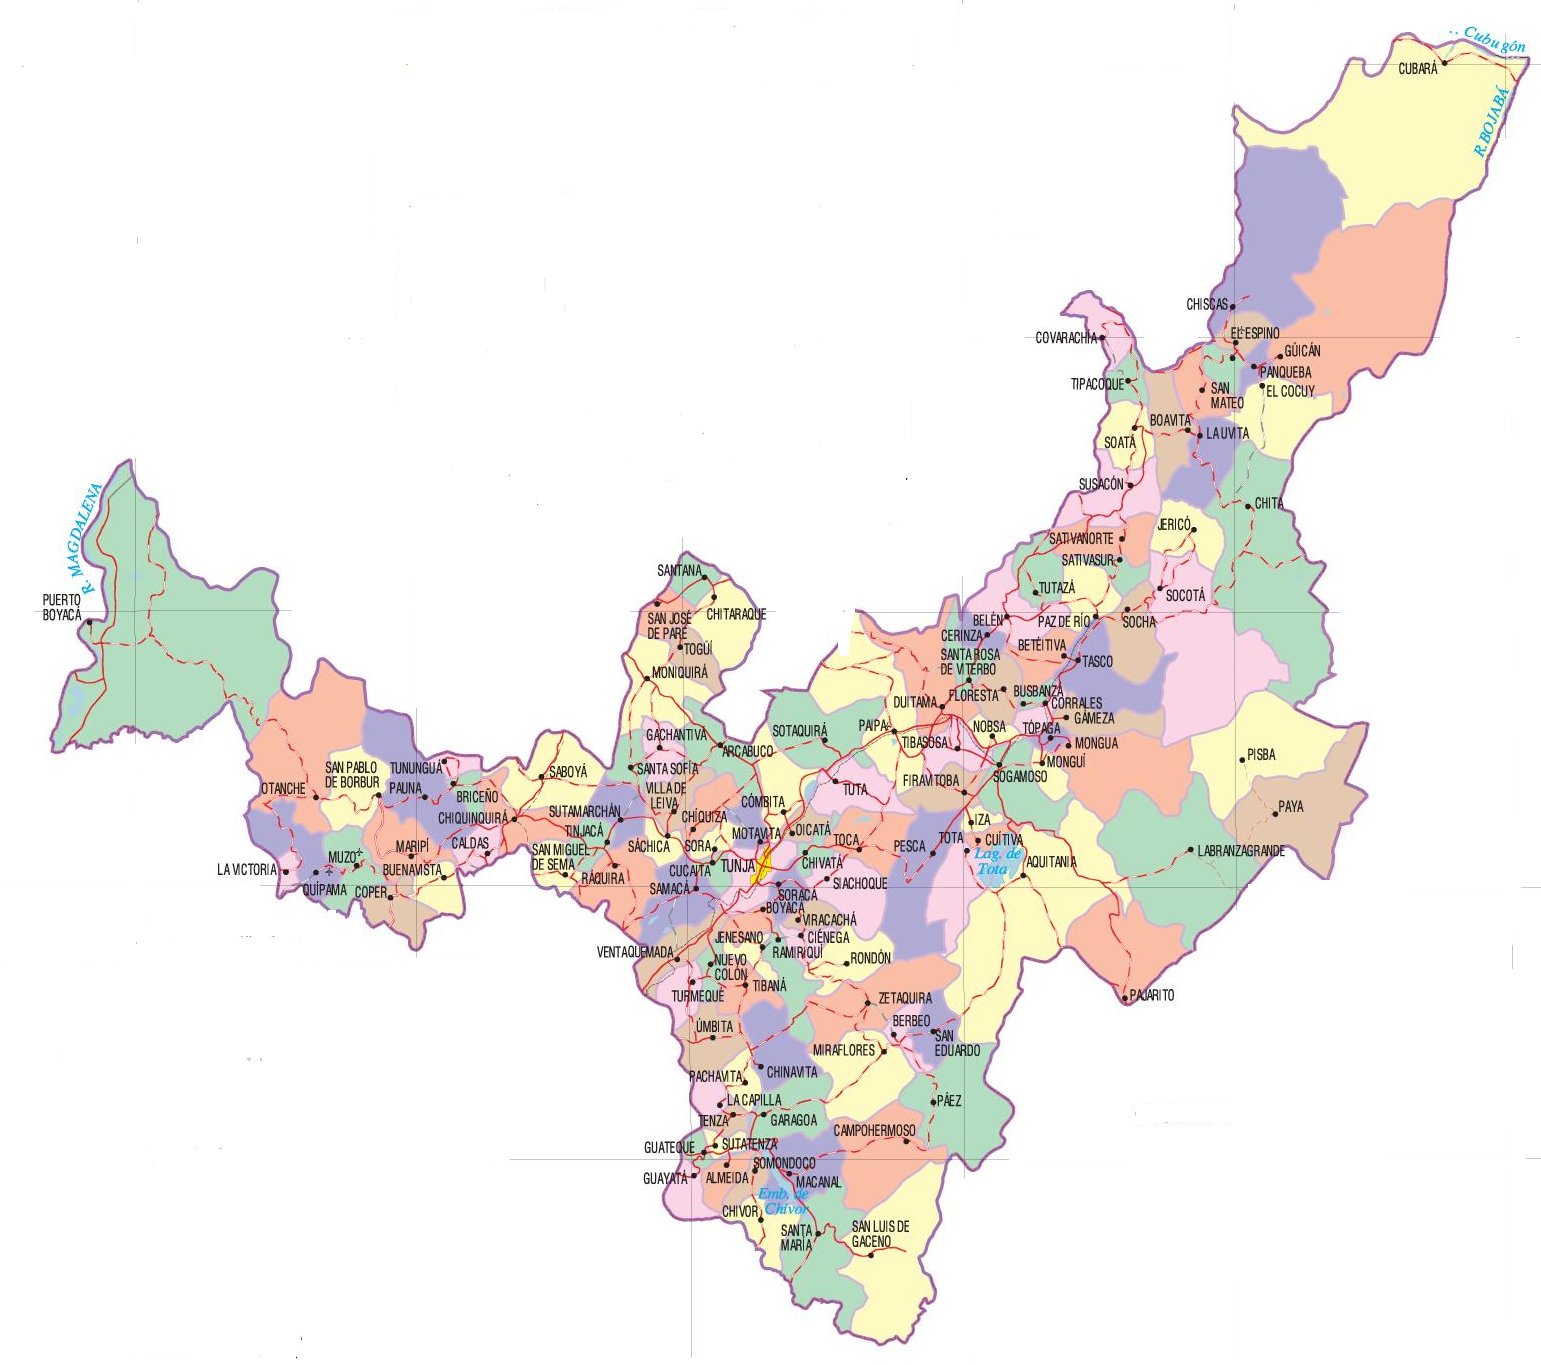 .. Cubugón
CUBARÁ
R. BOJABÁ
CHISCAS
EL ESPINO
COVARACHÍA
GÜICÁN
PANQUEBA
TIPACOQUE
EL COCUY
SAN
MATEO
BOAVITA
LA UVITA
SOATÁ
SUSACÓN
R. MAGDALENA
CHITA
JERICÓ
SATIVANORTE
SATIVASUR
SANTANA
TUTAZÁ
SOCOTÁ
PUERTO
BOYACÁ
CHITARAQUE
SAN JOSÉ
DE PARE
BELÉN
PAZ DE RÍO
SOCHA
CERINZA
TOGÜÍ
BETÉITIVA
SANTA ROSA
DE VITERBO
TASCO
MONIQUIRÁ
FLORESTA
BUSBANZÁ
DUITAMA
CORRALES
GÁMEZA
SOTAQUIRÁ
PAIPA
NOBSA
TÓPAGA
GACHANTIVÁ
TIBASOSA
MONGUA
ARCABUCO
PISBA
MONGUÍ
SAN PABLO
DE BORBUR
TUNUNGUÁ
SABOYÁ
SANTA SOFÍA
SOGAMOSO
FIRAVITOBA
OTANCHE
PAUNA
BRICEÑO
VILLA DE
LEIVA
TUTA
CÓMBITA
PAYA
SUTAMARCHÁN
CHÍQUIZA
CHIQUINQUIRÁ
IZA
TINJACÁ
MOTAVITA
OICATÁ
TOCA
TOTA
CUÍTIVA
MARIPÍ
CALDAS
SAN MIGUEL
DE SEMA
SÁCHICA
SORA
PESCA
LABRANZAGRANDE
MUZO
Lag. de
Tota
AQUITANIA
CHIVATÁ
LA VICTORIA
BUENAVISTA
RÁQUIRA
CUCAITA
TUNJA
SIACHOQUE
QUÍPAMA
COPER
SAMACÁ
SORACÁ
BOYACÁ
VIRACACHÁ
JENESANO
CIÉNEGA
VENTAQUEMADA
RAMIRIQUÍ
NUEVO
COLÓN
RONDÓN
TURMEQUÉ
TIBANÁ
PAJARITO
ZETAQUIRA
ÚMBITA
BERBEO
SAN
EDUARDO
MIRAFLORES
PACHAVITA
CHINAVITA
LA CAPILLA
PÁEZ
TENZA
GARAGOA
CAMPOHERMOSO
GUATEQUE
SUTATENZA
SOMONDOCO
GUAYATÁ
ALMEIDA
MACANAL
Emb. de
Chivor
CHIVOR
SANTA
MARÍA
SAN LUIS DE
GACENO